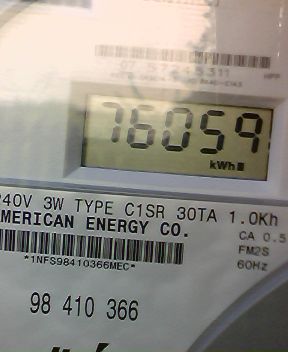 76059
kWh
240V 3W TYPE C1SR 30TA 1.0Kh
AMERICAN ENERGY CO.
CA 0.5
FM2S
60Hz
*1NFS98410366MEC*
98 410 366